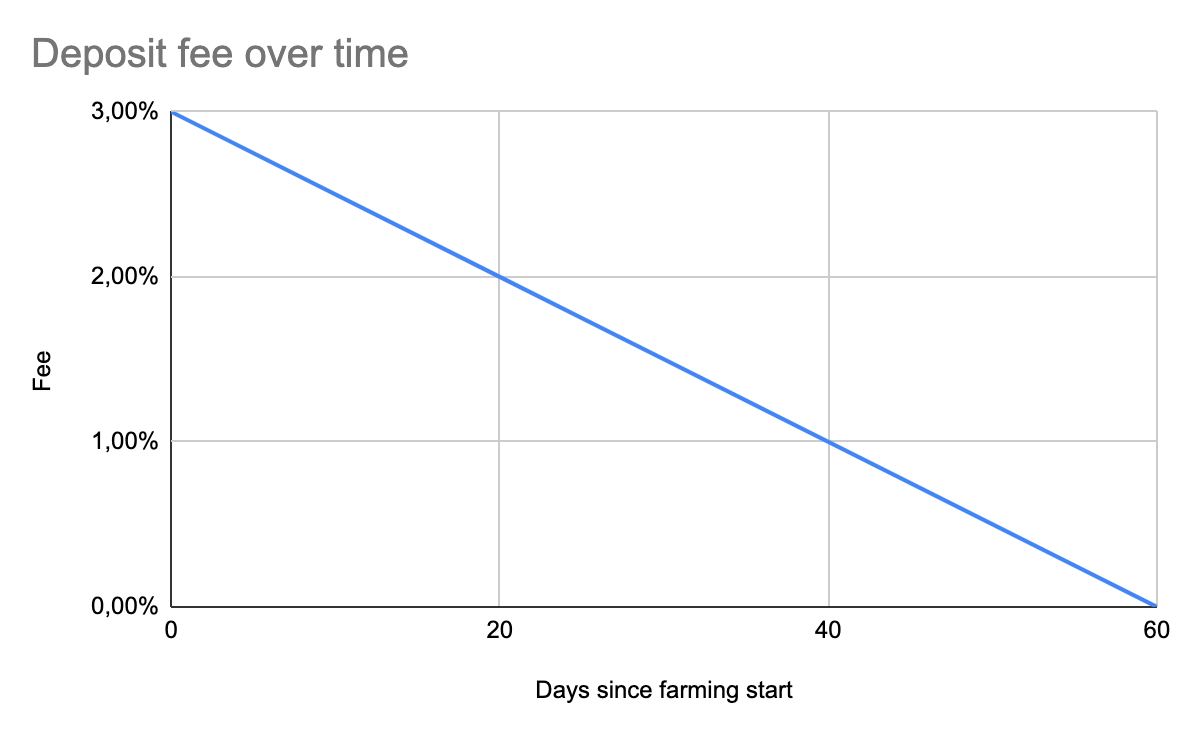 Deposit fee over time
3,00%
2,00%
1,00%
0,00%
Fee
0
20
40
60
Days since farming start